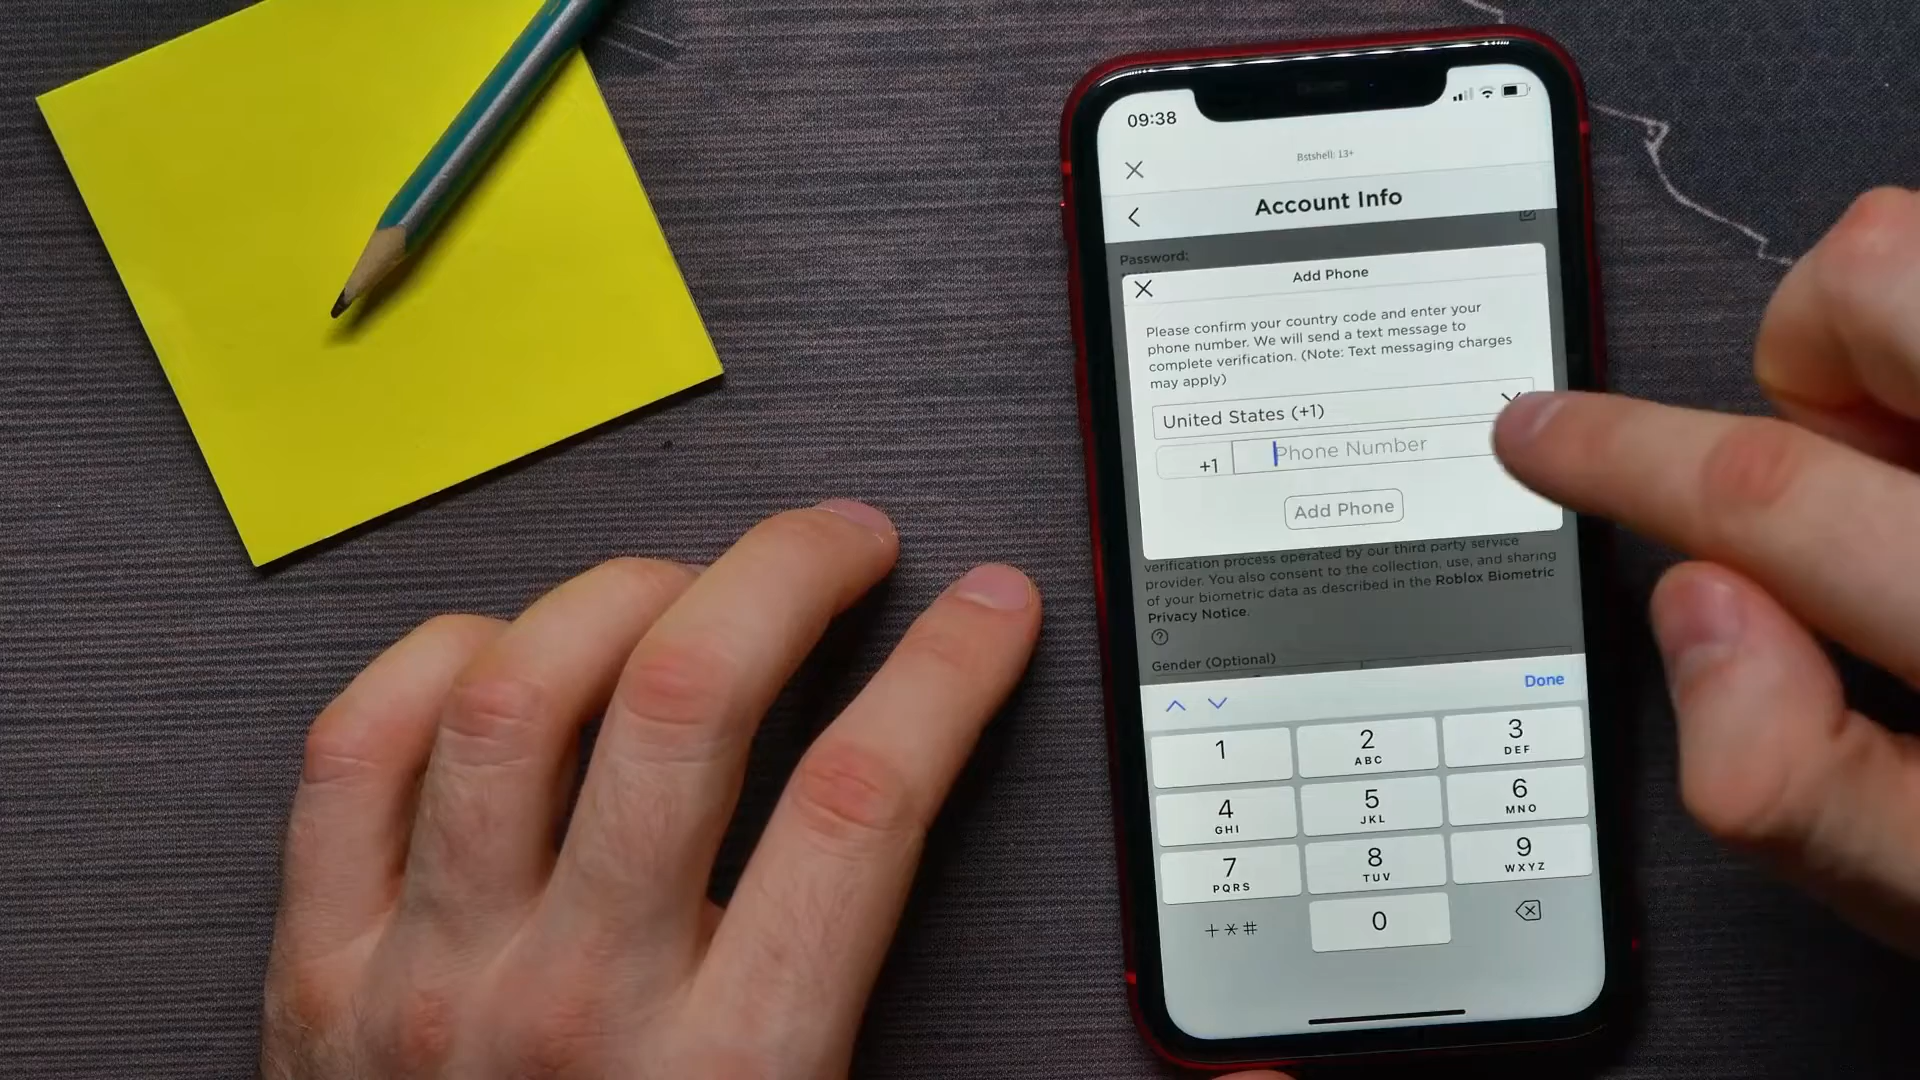 09:38
Bstshell: 13+
Account Info
Password:
Add Phone
Please confirm your country code and enter your
phone number. We will send a text message to
complete verification. (Note: Text messaging charges
may apply)
United States (+1)
+1 Phone Number
Add Phone
verification process operated by our third party service
provider. You also consent to the collection, use, and sharing
of your biometric data as described in the Roblox Biometric
Privacy Notice.
?
Gender (Optional)
Done
1 2 3
ABC DEF
4 5 6
GHI JKL MNO
7 8 9
PQRS TUV WXYZ
+*# 0